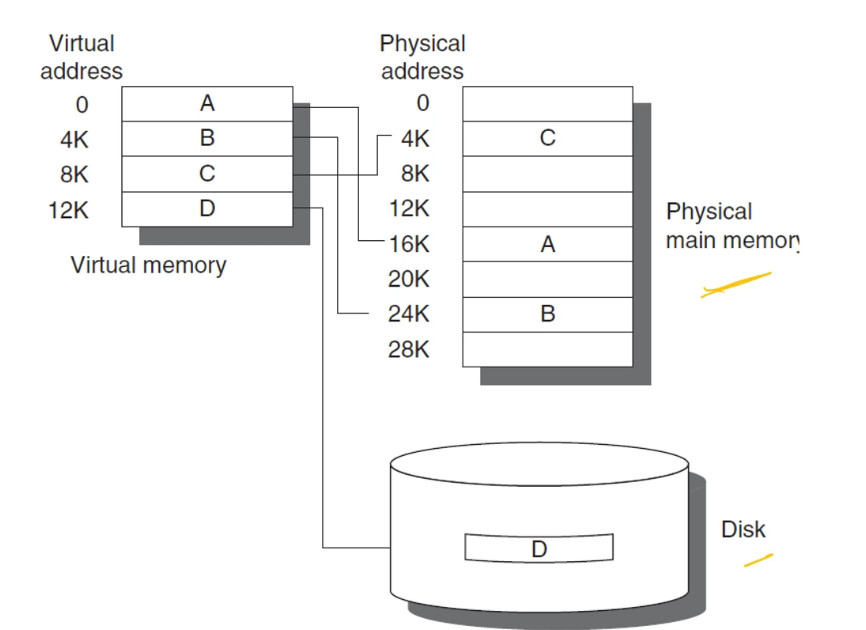 Virtual
address
0
A
4K
B
8K
C
12K
D
Virtual memory
Physical
address
0
4K
C
8K
12K
16K
A
20K
24K
B
28K
Physical
main memory
D
Disk